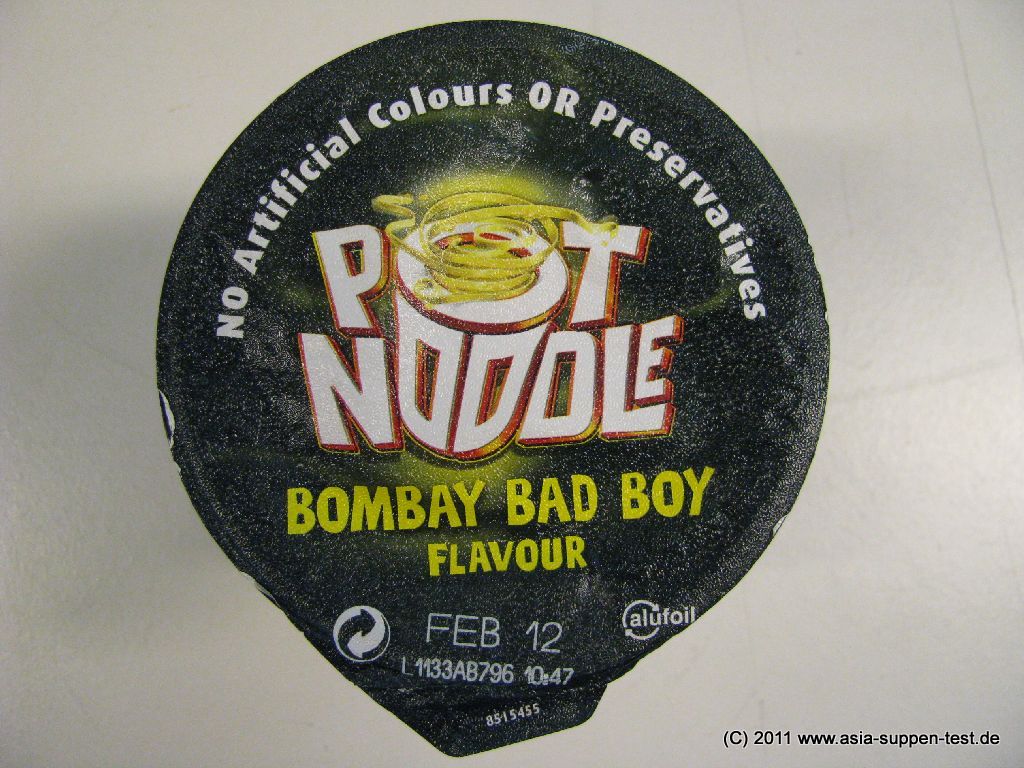 NO Artificial Colours OR Preservatives
POT
NOODLE
BOMBAY BAD BOY
FLAVOUR
FEB 12
alufoil
L1133AB796 10:47
8515455
(C) 2011 www.asia-suppen-test.de